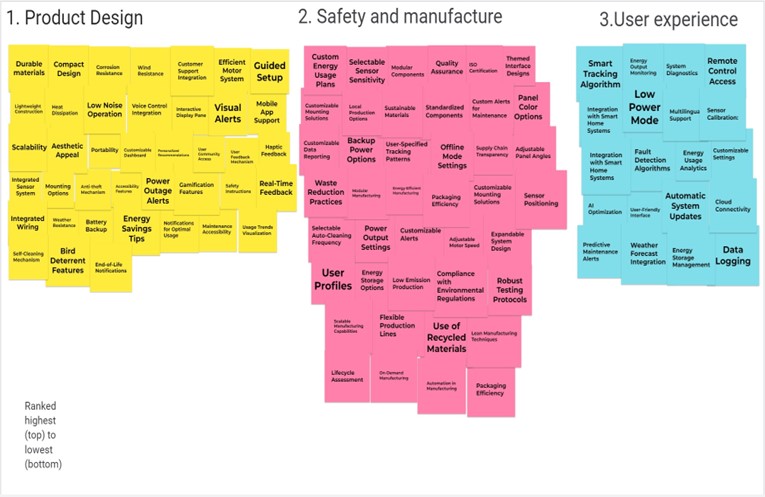 1. Product Design
Durable materials
Compact Design
Corrosion Resistance
Wind Resistance
Customer Support Integration
Efficient Motor System
Guided Setup
Lightweight Construction
Heat Dissipation
Low Noise Operation
Voice Control Integration
Interactive Display Pane
Visual Alerts
Mobile App Support
Scalability
Aesthetic Appeal
Portability
Customizable Dashboard
Personalized Recommendations
User Community Access
User Feedback Mechanism
Haptic Feedback
Integrated Sensor System
Mounting Options
Anti-theft Mechanism
Accessibility Features
Power Outage Alerts
Gamification Features
Safety Instructions
Real-Time Feedback
Integrated Wiring
Weather Resistance
Battery Backup
Energy Savings Tips
Notifications for Optimal Usage
Maintenance Accessibility
Usage Trends Visualization
Self-Cleaning Mechanism
Bird Deterrent Features
End-of-Life Notifications
2. Safety and manufacture
Custom Energy Usage Plans
Selectable Sensor Sensitivity
Modular Components
Quality Assurance
ISO Certification
Themed Interface Designs
Customizable Mounting Solutions
Local Production Options
Sustainable Materials
Standardized Components
Custom Alerts for Maintenance
Panel Color Options
Customizable Data Reporting
Backup Power Options
User-Specified Tracking Patterns
Offline Mode Settings
Supply Chain Transparency
Adjustable Panel Angles
Waste Reduction Practices
Modular Manufacturing
Energy-Efficient Manufacturing
Packaging Efficiency
Customizable Mounting Solutions
Sensor Positioning
Selectable Auto-Cleaning Frequency
Power Output Settings
Customizable Alerts
Adjustable Motor Speed
Expandable System Design
User Profiles
Energy Storage Options
Low Emission Production
Compliance with Environmental Regulations
Robust Testing Protocols
Scalable Manufacturing Capabilities
Flexible Production Lines
Use of Recycled Materials
Lean Manufacturing Techniques
Lifecycle Assessment
On-Demand Manufacturing
Automation in Manufacturing
Packaging Efficiency
3.User experience
Smart Tracking Algorithm
Energy Output Monitoring
System Diagnostics
Remote Control Access
Integration with Smart Home Systems
Low Power Mode
Multilingua Support
Sensor Calibration:
Integration with Smart Home Systems
Fault Detection Algorithms
Energy Usage Analytics
Customizable Settings
AI Optimization
User-Friendly Interface
Automatic System Updates
Cloud Connectivity
Predictive Maintenance Alerts
Weather Forecast Integration
Energy Storage Management
Data Logging
Ranked
highest
(top) to
lowest
(bottom)